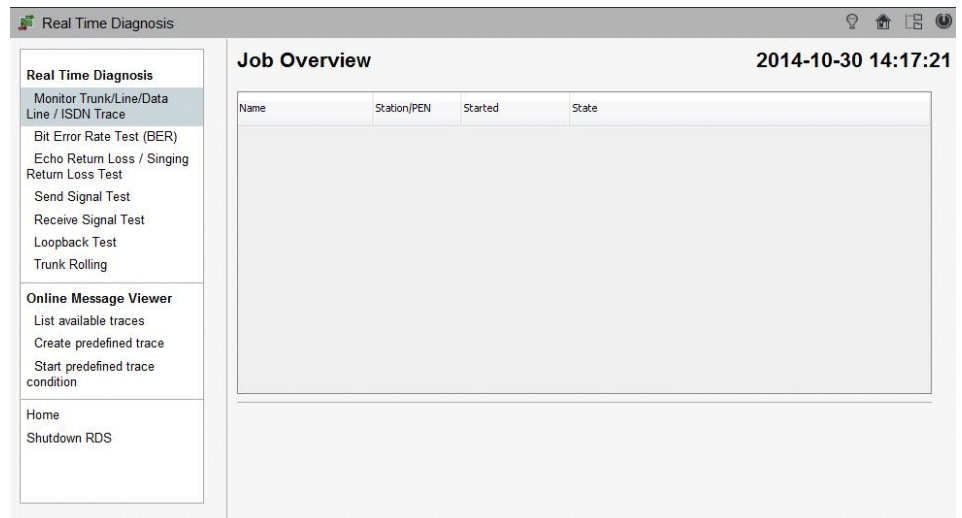 Real Time Diagnosis
Real Time Diagnosis
Monitor Trunk/Line/Data
Line / ISDN Trace
Bit Error Rate Test (BER)
Echo Return Loss / Singing
Return Loss Test
Send Signal Test
Receive Signal Test
Loopback Test
Trunk Rolling
Online Message Viewer
List available traces
Create predefined trace
Start predefined trace
condition
Home
Shutdown RDS
Job Overview 2014-10-30 14:17:21
Name Station/PEN Started State